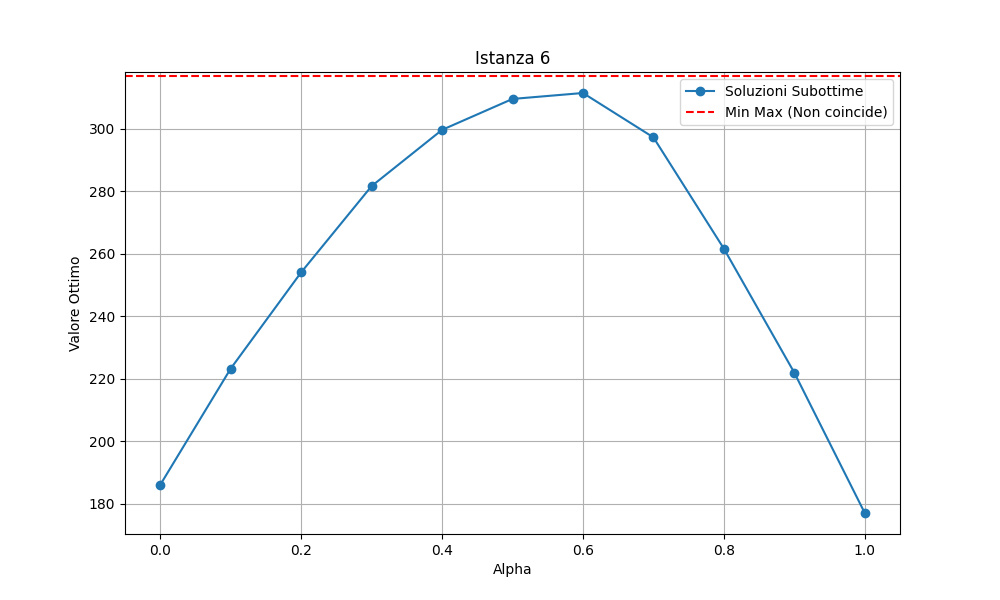 Istanza 6
Soluzioni Subottime
Min Max (Non coincide)
Valore Ottimo
300
280
260
240
220
200
180
0.0 0.2 0.4 0.6 0.8 1.0
Alpha